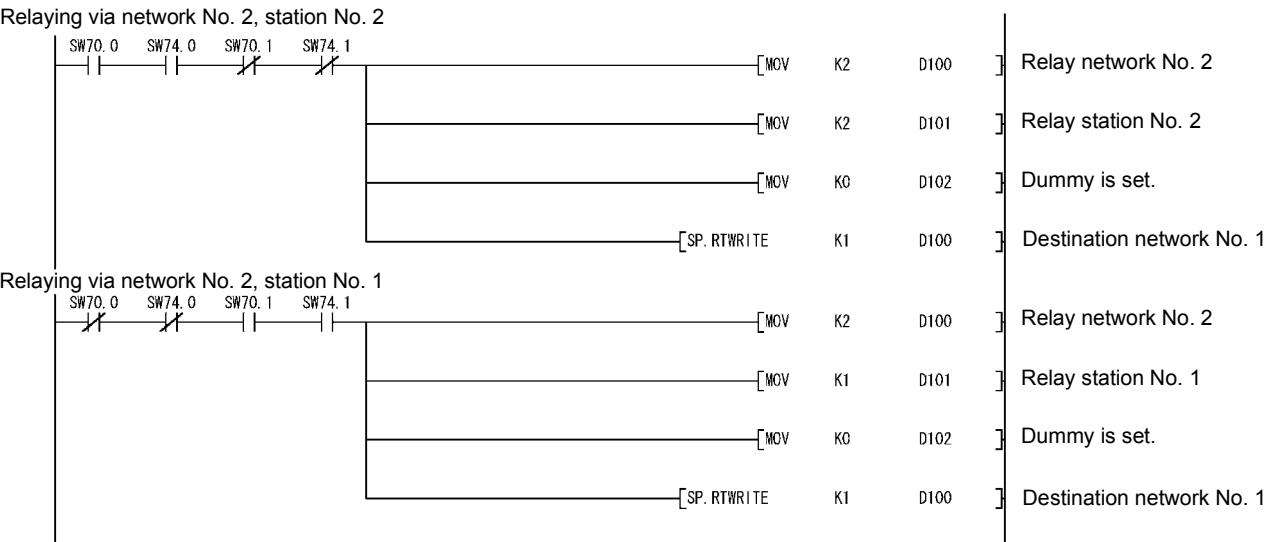 Relaying via network No. 2, station No. 2
SW70. 0 SW74. 0 SW70. 1 SW74. 1
MOV K2 D100 Relay network No. 2
MOV K2 D101 Relay station No. 2
MOV K0 D102 Dummy is set.
SP. RTWRITE K1 D100 Destination network No. 1
Relaying via network No. 2, station No. 1
SW70. 0 SW74. 0 SW70. 1 SW74. 1
MOV K2 D100 Relay network No. 2
MOV K1 D101 Relay station No. 1
MOV K0 D102 Dummy is set.
SP. RTWRITE K1 D100 Destination network No. 1